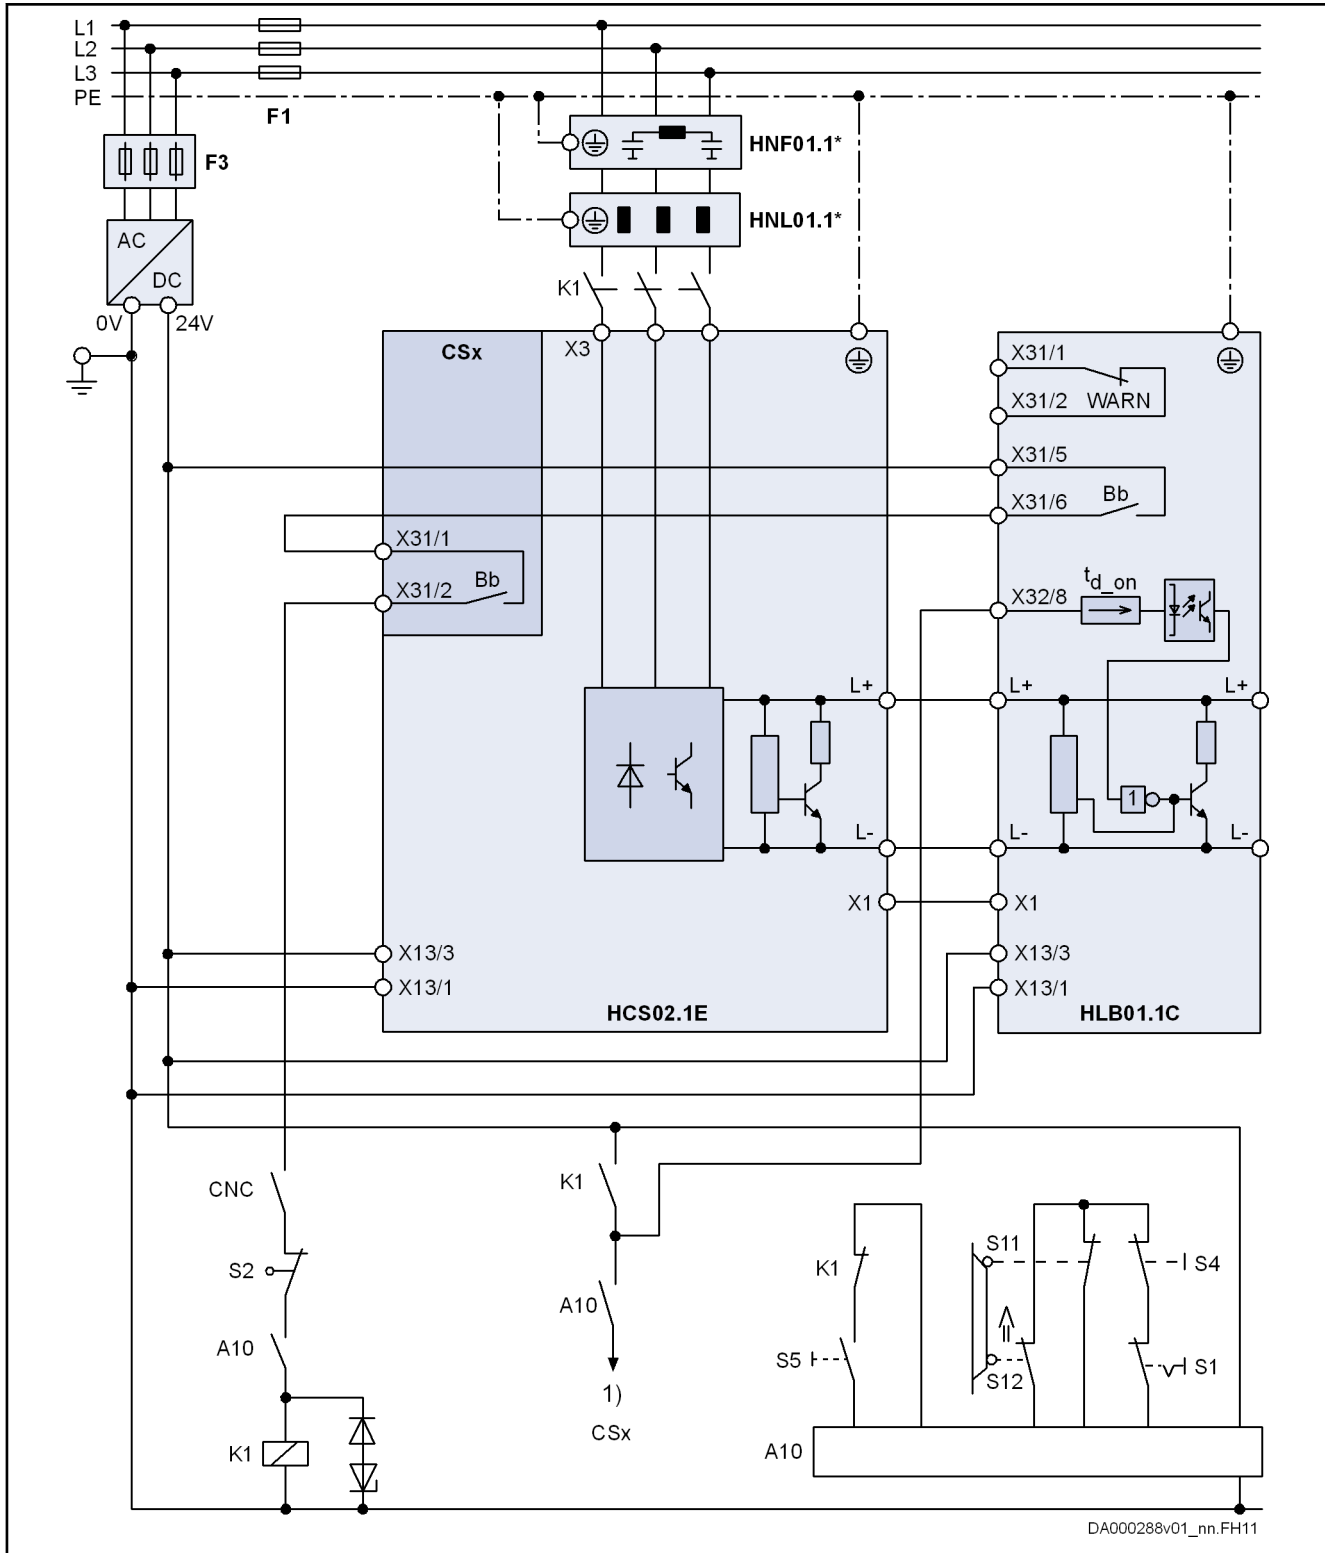 L1
L2
L3
PE
F1
F3
HNF01.1*
HNL01.1*
AC
DC
K1
0V
24V
CSx
X3
X31/1
X31/2 WARN
X31/5
X31/6 Bb
X31/1
X31/2 Bb
X32/8
td_on
L+
L+
L+
1
L-
L-
L-
X1
X1
X13/3
X13/3
X13/1
X13/1
HCS02.1E
HLB01.1C
CNC
K1
S2
K1
S11
S4
A10
A10
S5
S12
S1
1)
CSx
K1
A10
DA000288v01_nn.FH11